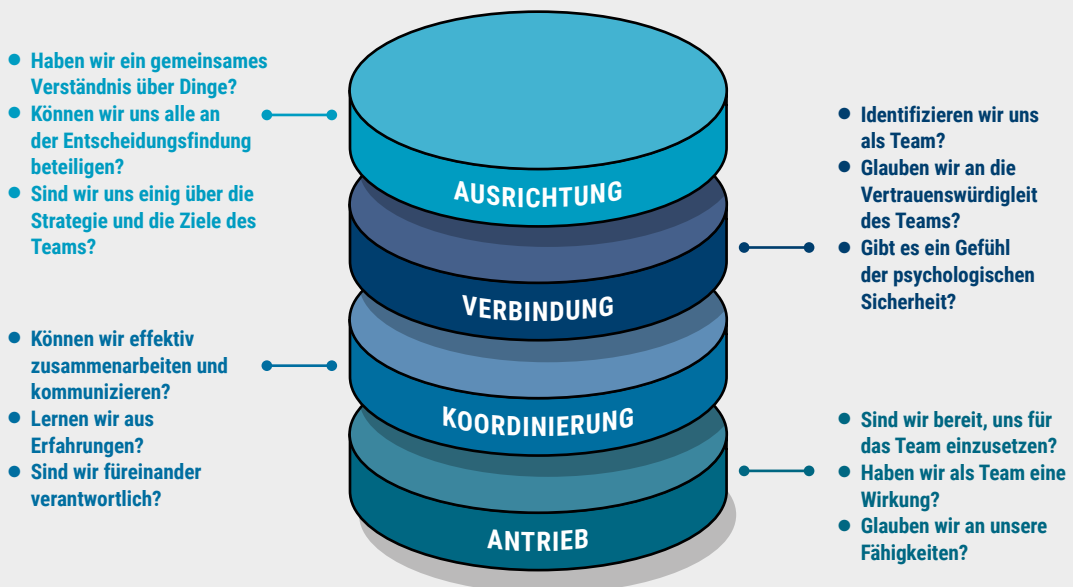 ● Haben wir ein gemeinsames
Verständnis über Dinge?
● Können wir uns alle an
der Entscheidungsfindung
beteiligen?
● Sind wir uns einig über die
Strategie und die Ziele des
Teams?
AUSRICHTUNG
● Identifizieren wir uns
als Team?
● Glauben wir an die
Vertrauenswürdigleit
des Teams?
● Gibt es ein Gefühl
der psychologischen
Sicherheit?
VERBINDUNG
● Können wir effektiv
zusammenarbeiten und
kommunizieren?
● Lernen wir aus
Erfahrungen?
● Sind wir füreinander
verantwortlich?
KOORDINIERUNG
● Sind wir bereit, uns für
das Team einzusetzen?
● Haben wir als Team eine
Wirkung?
● Glauben wir an unsere
Fähigkeiten?
ANTRIEB